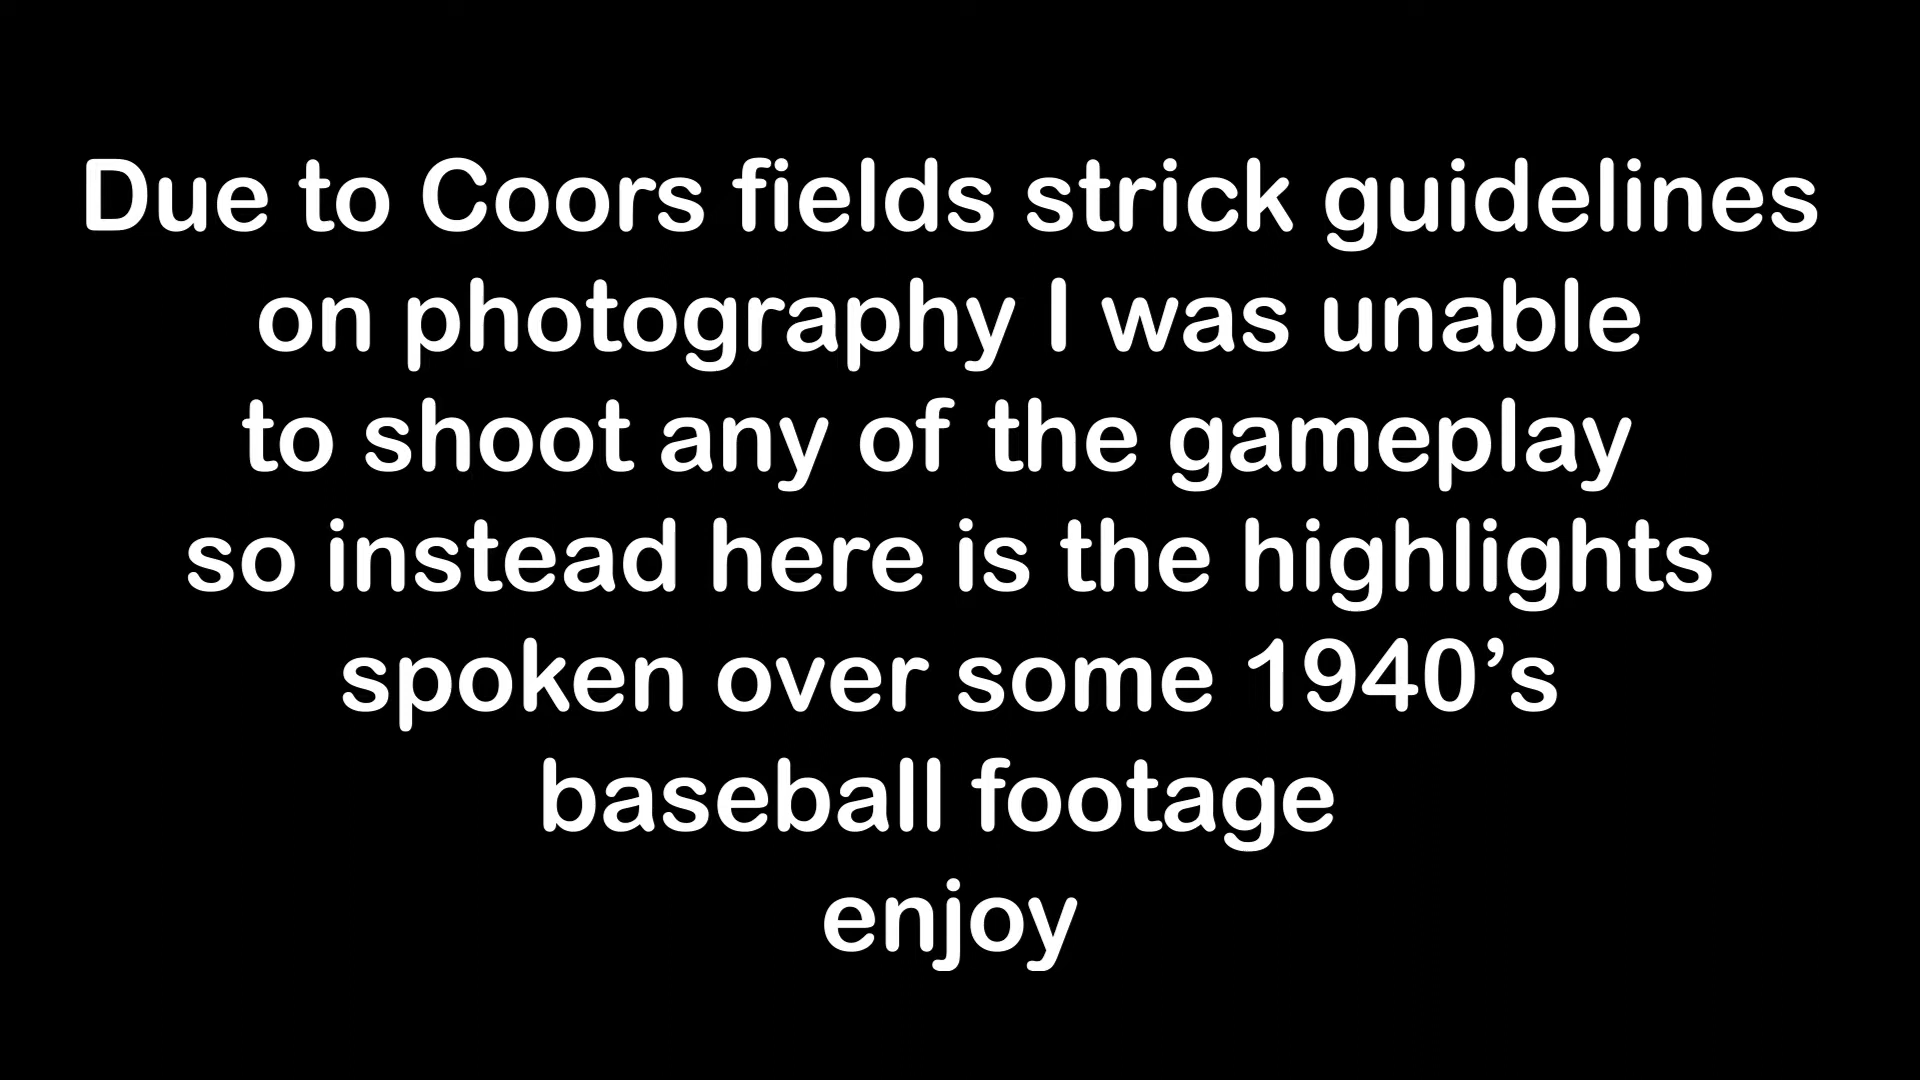 Due to Coors fields strick guidelines
on photography I was unable
to shoot any of the gameplay
so instead here is the highlights
spoken over some 1940’s
baseball footage
enjoy